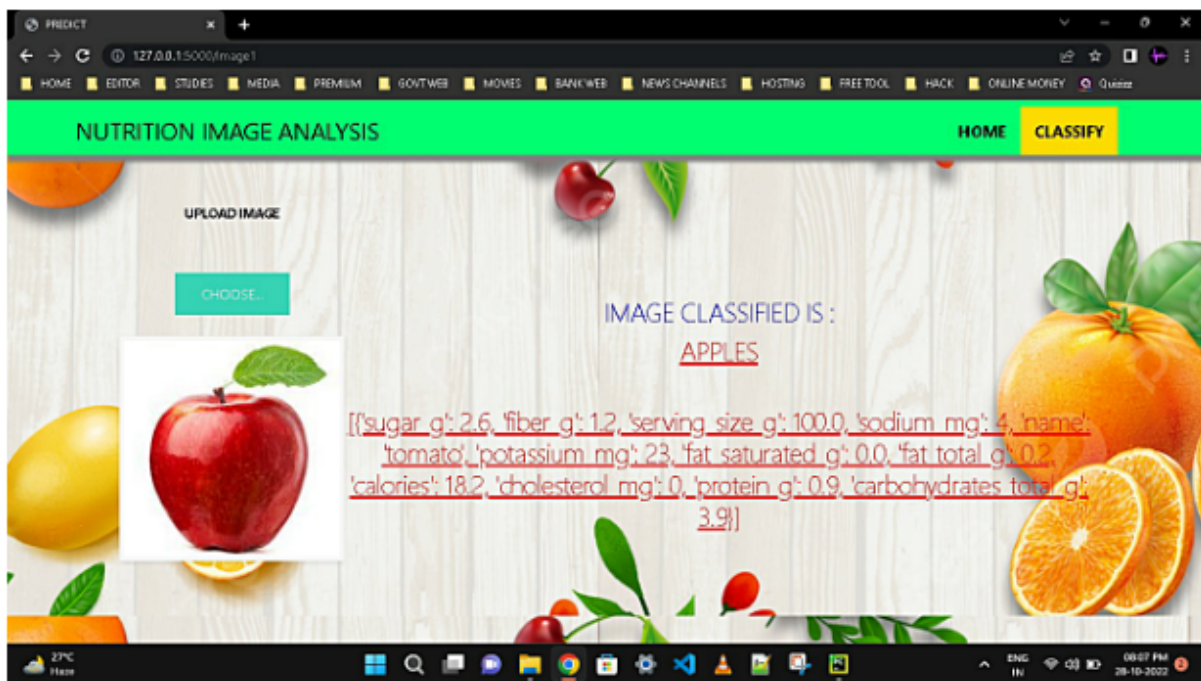 PREDICT
127.0.0.1:5000/image1
HOME EDITOR STUDIES MEDIA PREMIUM GOVT WEB MOVIES BANK WEB NEWS CHANNELS HOSTING FREE TOOL HACK ONLINE MONEY Quizizz
NUTRITION IMAGE ANALYSIS HOME CLASSIFY
UPLOAD IMAGE
CHOOSE..
IMAGE CLASSIFIED IS :
APPLES
[{'sugar_g': 2.6, 'fiber_g': 1.2, 'serving_size_g': 100.0, 'sodium_mg': 4, 'name':
'tomato', 'potassium_mg': 23, 'fat_saturated_g': 0.0, 'fat_total_g': 0.2,
'calories': 18.2, 'cholesterol_mg': 0, 'protein_g': 0.9, 'carbohydrates_total_g':
3.9}]
27°C
Haze
ENG
IN
08:07 PM
28-10-2022